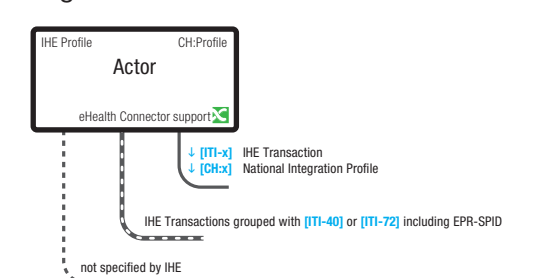 IHE Profile CH:Profile
Actor
eHealth Connector support
↓ [ITI-x] IHE Transaction
↓ [CH:x] National Integration Profile
IHE Transactions grouped with [ITI-40] or [ITI-72] including EPR-SPID
not specified by IHE